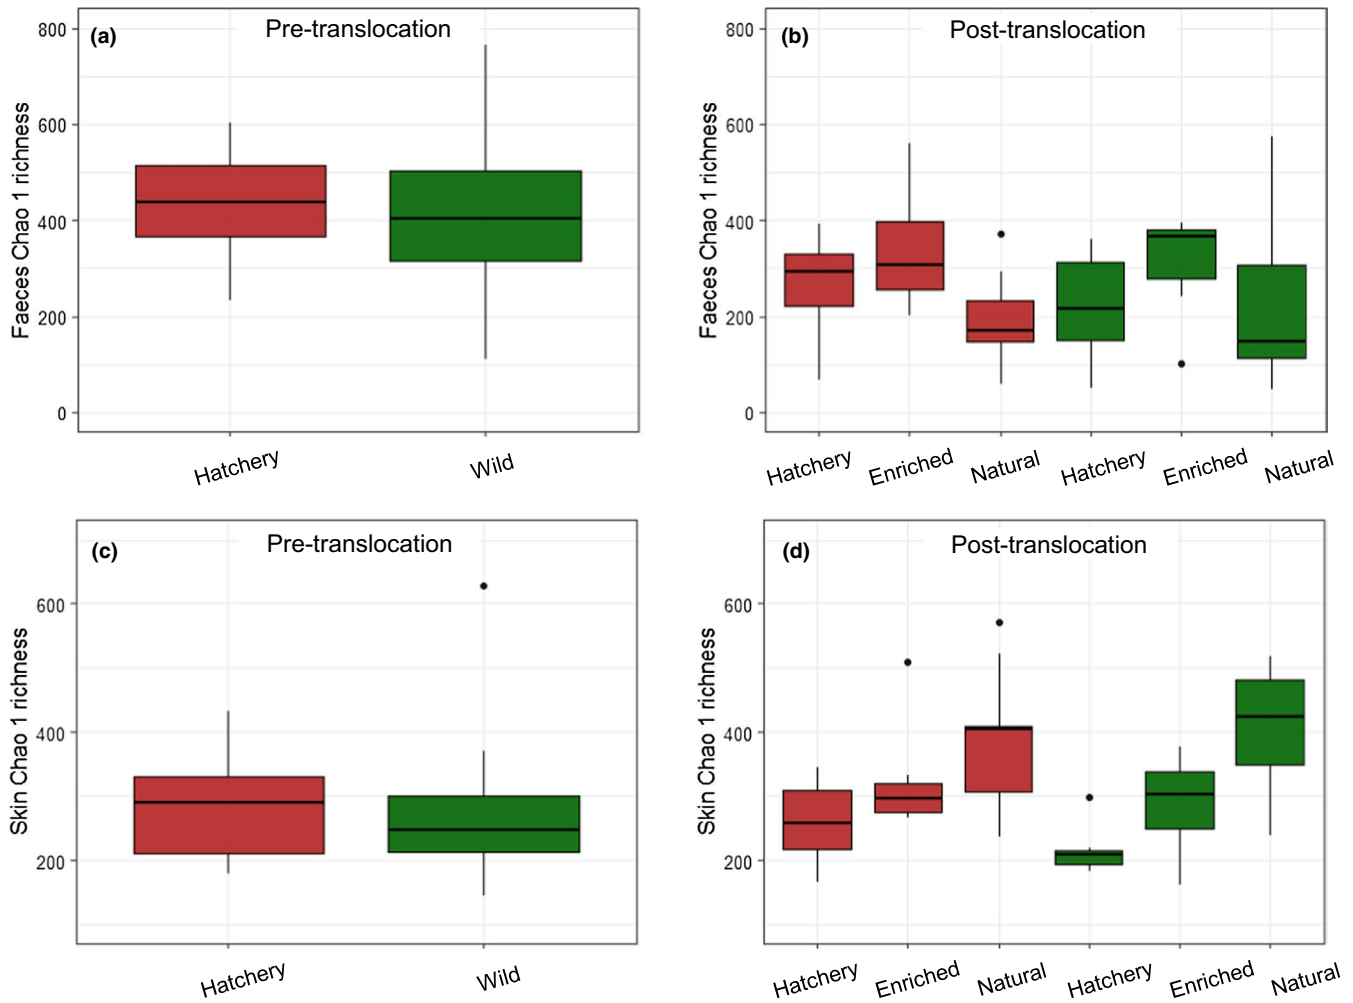 (a) Pre-translocation
Faeces Chao 1 richness
800
600
400
200
0
Hatchery Wild
(b) Post-translocation
Faeces Chao 1 richness
800
600
400
200
0
Hatchery Enriched Natural Hatchery Enriched Natural
(c) Pre-translocation
Skin Chao 1 richness
600
400
200
Hatchery Wild
(d) Post-translocation
Skin Chao 1 richness
600
400
200
Hatchery Enriched Natural Hatchery Enriched Natural